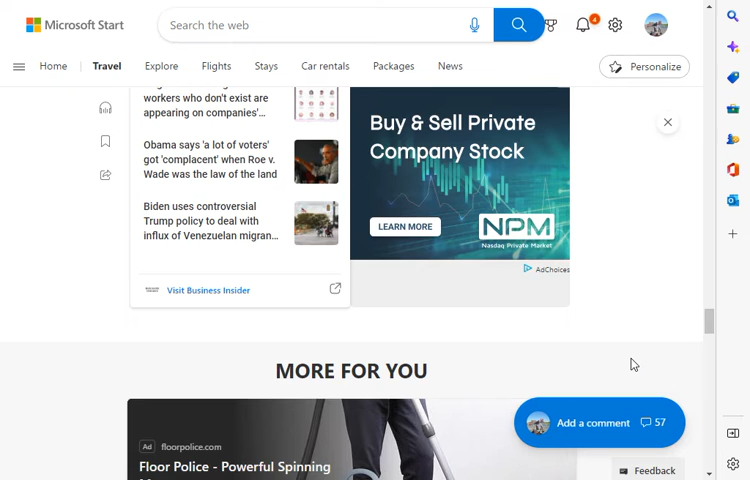 Microsoft Start
Search the web
4
Home
Travel
Explore
Flights
Stays
Car rentals
Packages
News
Personalize
workers who don't exist are
appearing on companies'...
Obama says 'a lot of voters'
got 'complacent' when Roe v.
Wade was the law of the land
Biden uses controversial
Trump policy to deal with
influx of Venezuelan migran...
Visit Business Insider
Buy & Sell Private
Company Stock
LEARN MORE
NPM
Nasdaq Private Market
AdChoices
MORE FOR YOU
Ad floorpolice.com
Floor Police - Powerful Spinning
Add a comment 57
Feedback